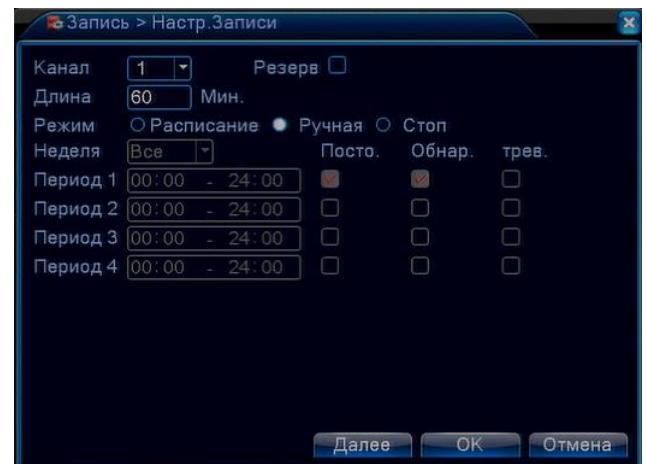 Запись > Настр.Записи
Канал 1 Резерв
Длина 60 Мин.
Режим Расписание Ручная Стоп
Неделя Все Посто. Обнар. трев.
Период 1 00:00 - 24:00
Период 2 00:00 - 24:00
Период 3 00:00 - 24:00
Период 4 00:00 - 24:00
Далее OK Отмена